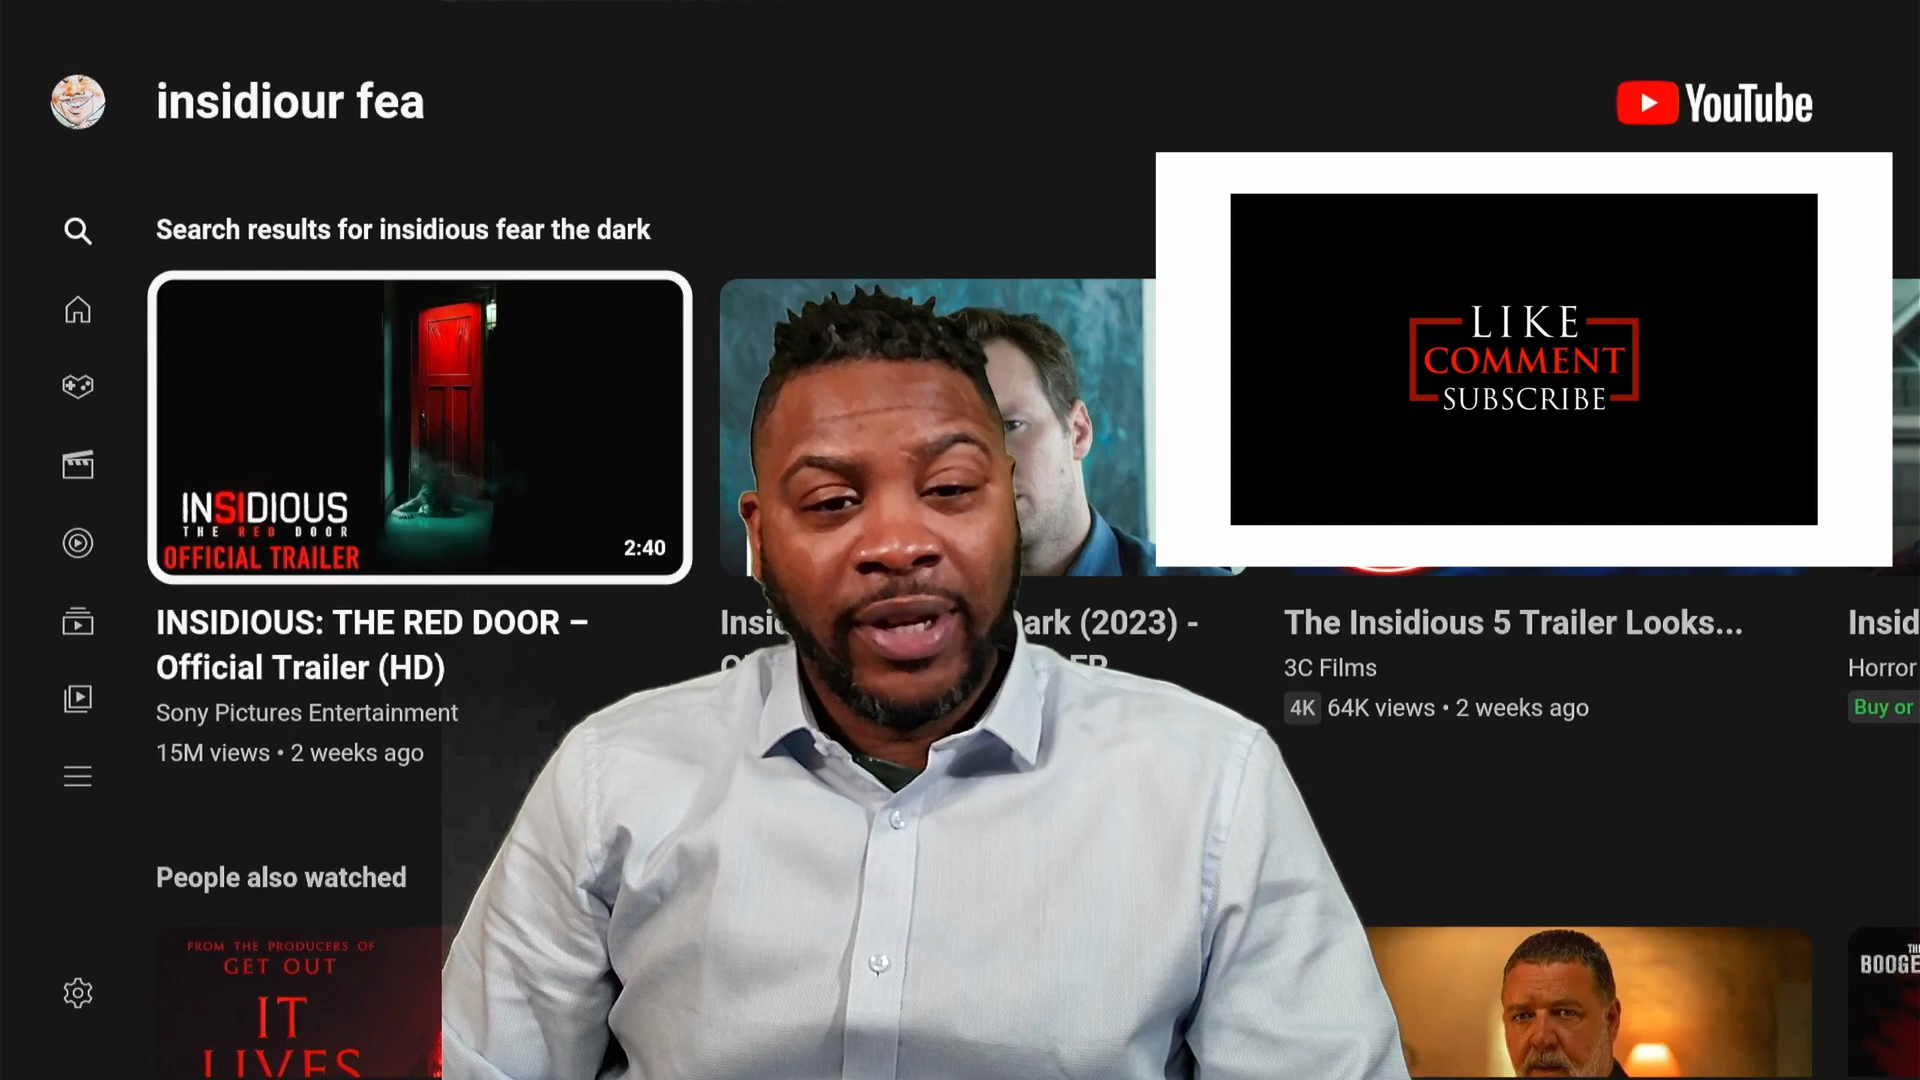 insidiour fea
YouTube
Search results for insidious fear the dark
LIKE
COMMENT
SUBSCRIBE
INSIDIOUS
THE RED DOOR
OFFICIAL TRAILER
2:40
INSIDIOUS: THE RED DOOR –
Official Trailer (HD)
Sony Pictures Entertainment
15M views • 2 weeks ago
(2023) -
The Insidious 5 Trailer Looks...
3C Films
4K 64K views • 2 weeks ago
Horror
Buy or
People also watched
FROM THE PRODUCERS OF
GET OUT
IT
LIVES